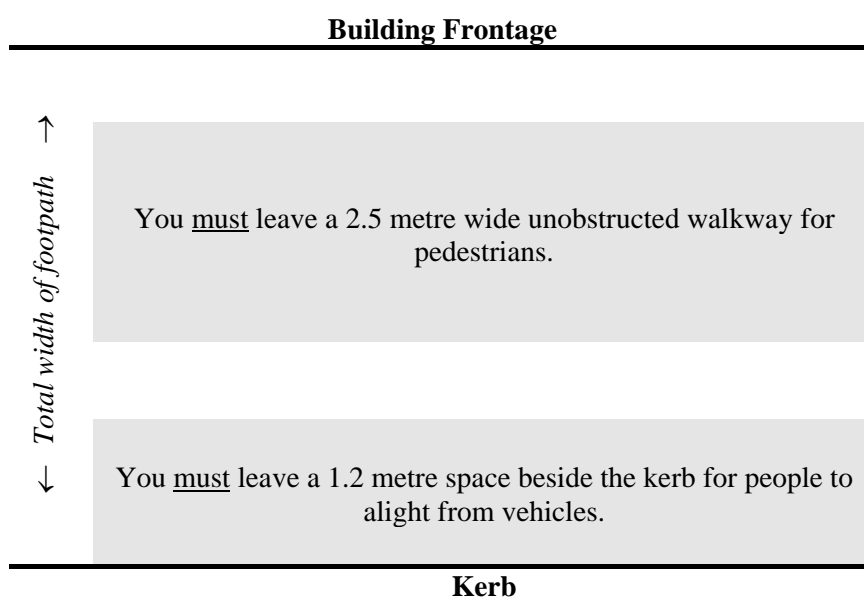 Building Frontage
← Total width of footpath →
You must leave a 2.5 metre wide unobstructed walkway for
pedestrians.
You must leave a 1.2 metre space beside the kerb for people to
alight from vehicles.
Kerb